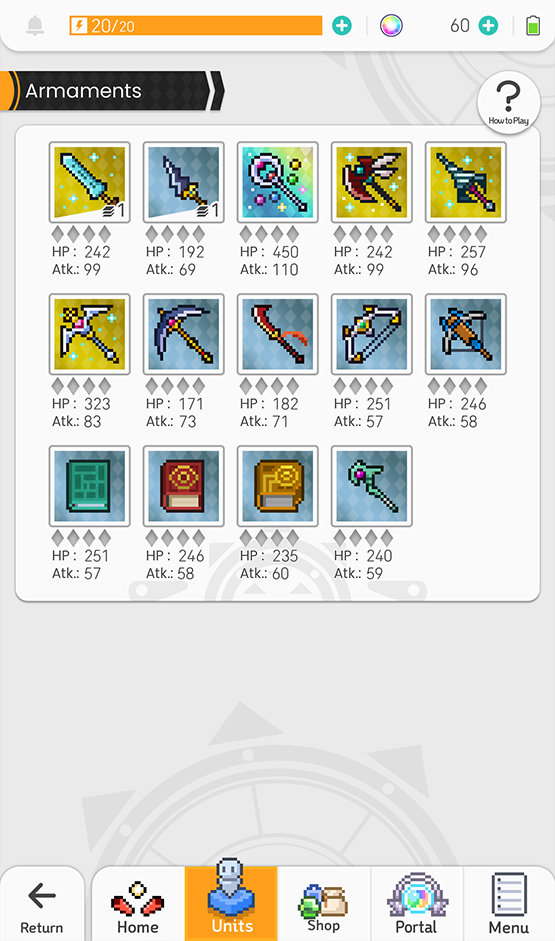 20/20
60
Armaments
?
How to Play
1
1
HP : 242
Atk.: 99
HP : 192
Atk.: 69
HP : 450
Atk.: 110
HP : 242
Atk.: 99
HP : 257
Atk.: 96
HP : 323
Atk.: 83
HP : 171
Atk.: 73
HP : 182
Atk.: 71
HP : 251
Atk.: 57
HP : 246
Atk.: 58
HP : 251
Atk.: 57
HP : 246
Atk.: 58
HP : 235
Atk.: 60
HP : 240
Atk.: 59
Return
Home
Units
Shop
Portal
Menu